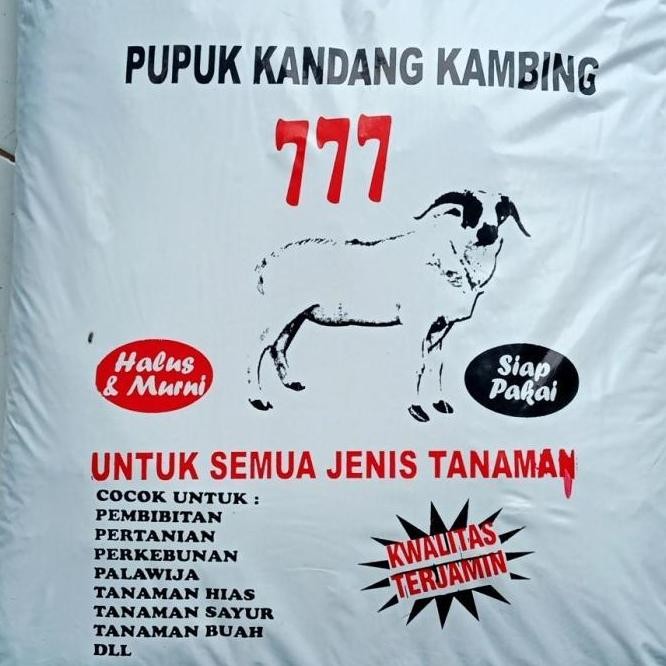 PUPUK KANDANG KAMBING
777
Halus
& Murni
Siap
Pakai
UNTUK SEMUA JENIS TANAMAN
COCOK UNTUK :
PEMBIBITAN
PERTANIAN
PERKEBUNAN
PALAWIJA
TANAMAN HIAS
TANAMAN SAYUR
TANAMAN BUAH
DLL
KWALITAS
TERJAMIN